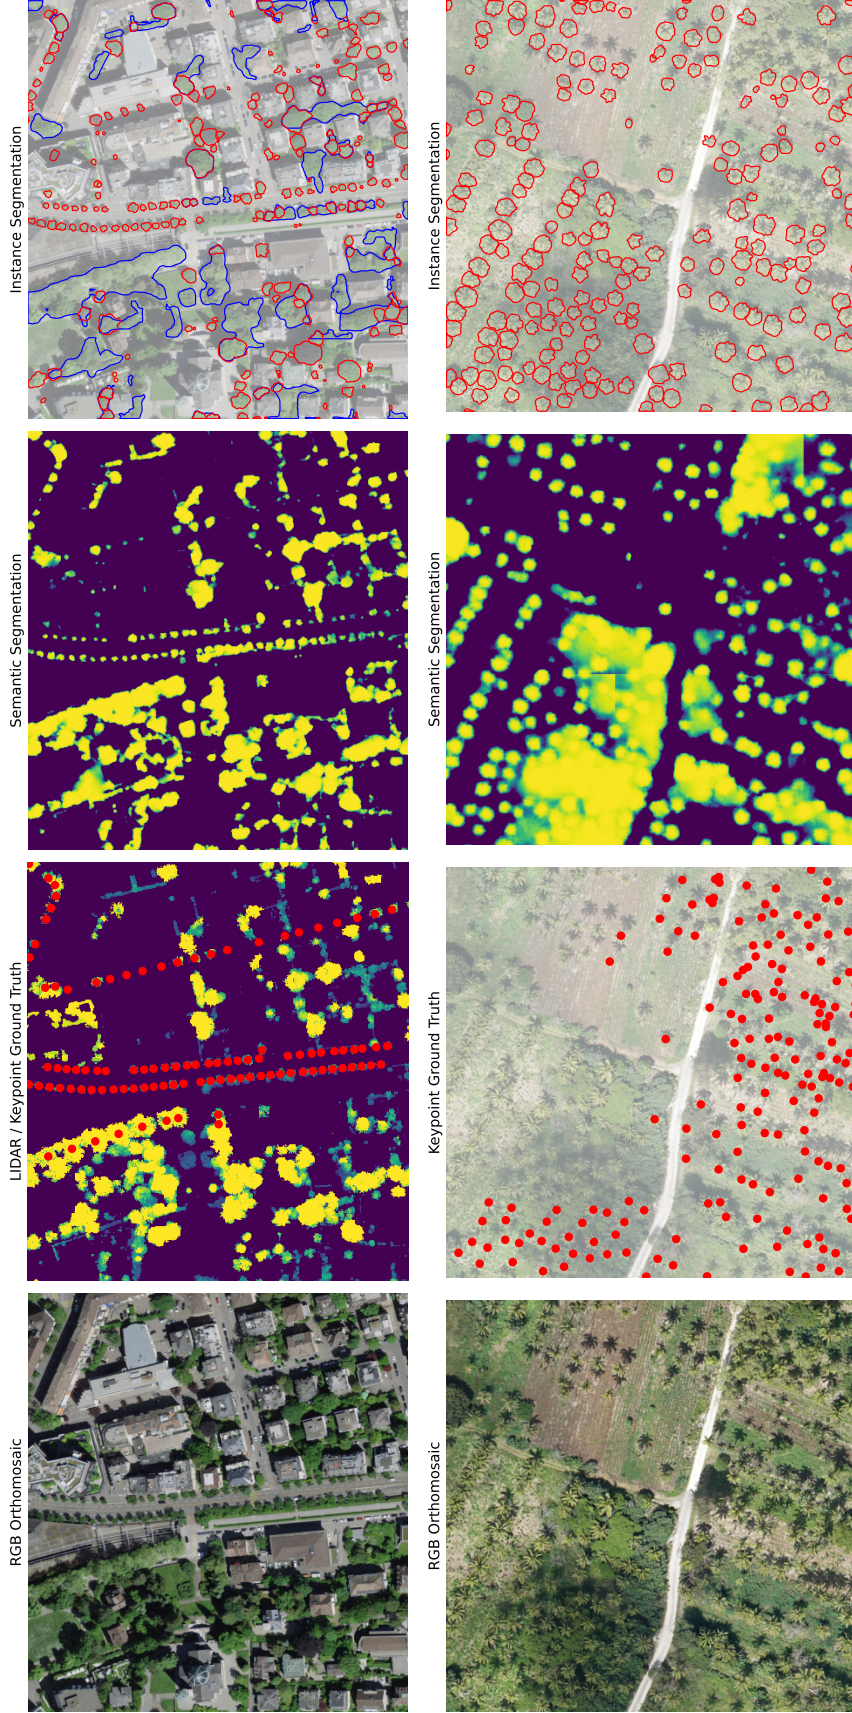 Instance Segmentation
Instance Segmentation
Semantic Segmentation
Semantic Segmentation
LIDAR / Keypoint Ground Truth
Keypoint Ground Truth
RGB Orthomosaic
RGB Orthomosaic